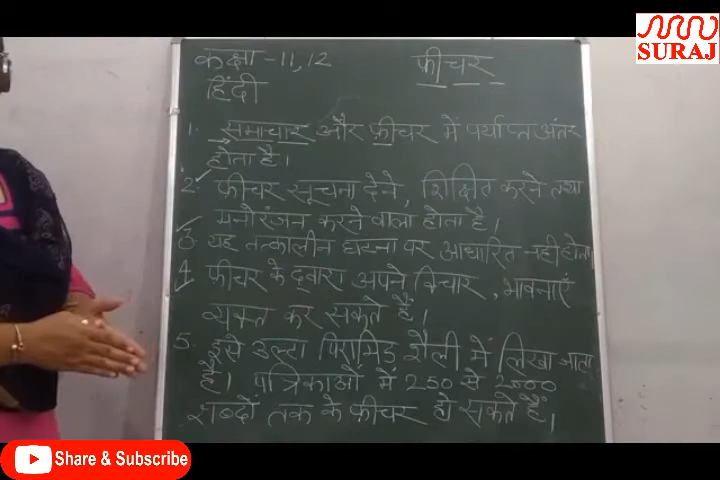 SURAJ
कक्षा - 11, 12 फ़ीचर
हिंदी
1. समाचार और फ़ीचर में पर्याप्त अंतर
होता है।
2. फ़ीचर सूचना देने, शिक्षित करने तथा
मनोरंजन करने वाला होता है।
3 यह तत्कालीन घटना पर आधारित नही होता
4 फ़ीचर के द्वारा अपने विचार, भावनाएं
व्यक्त कर सकते हैं।
5. इसे उल्टा पिरामिड शैली में लिखा जाता
है। पत्रिकाओं में 250 से 2000
शब्दों तक के फ़ीचर हो सकते हैं।
Share & Subscribe